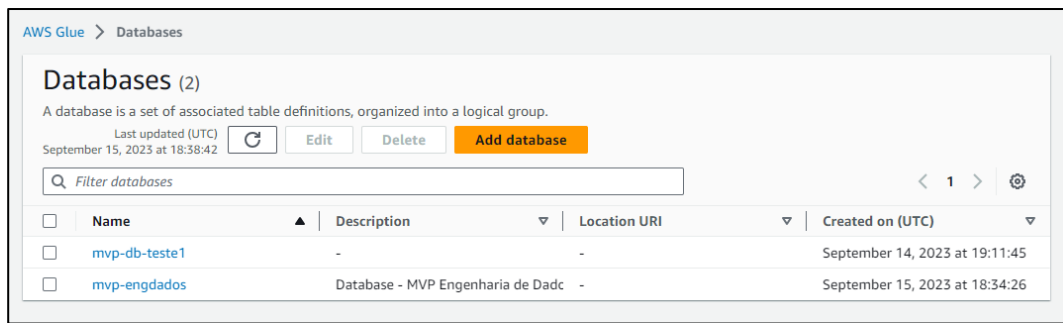 AWS Glue > Databases
Databases (2)
A database is a set of associated table definitions, organized into a logical group.
Last updated (UTC)
September 15, 2023 at 18:38:42
Edit Delete Add database
Filter databases
< 1 >
Name Description Location URI Created on (UTC)
mvp-db-teste1 - - September 14, 2023 at 19:11:45
mvp-engdados Database - MVP Engenharia de Dadc - September 15, 2023 at 18:34:26